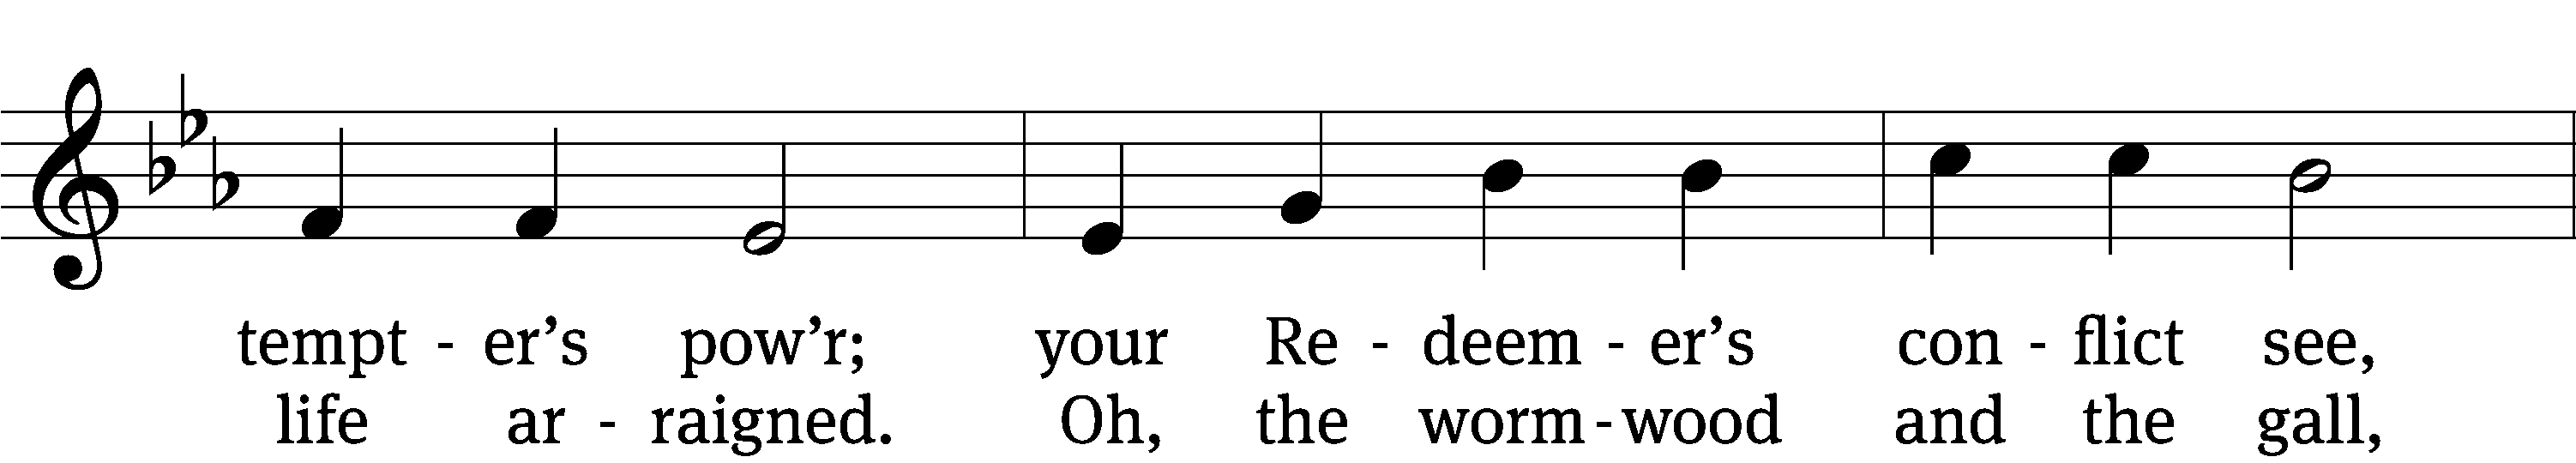 tempt - er’s pow’r; your Re - deem - er’s con - flict see,
life ar - raigned. Oh, the worm - wood and the gall,